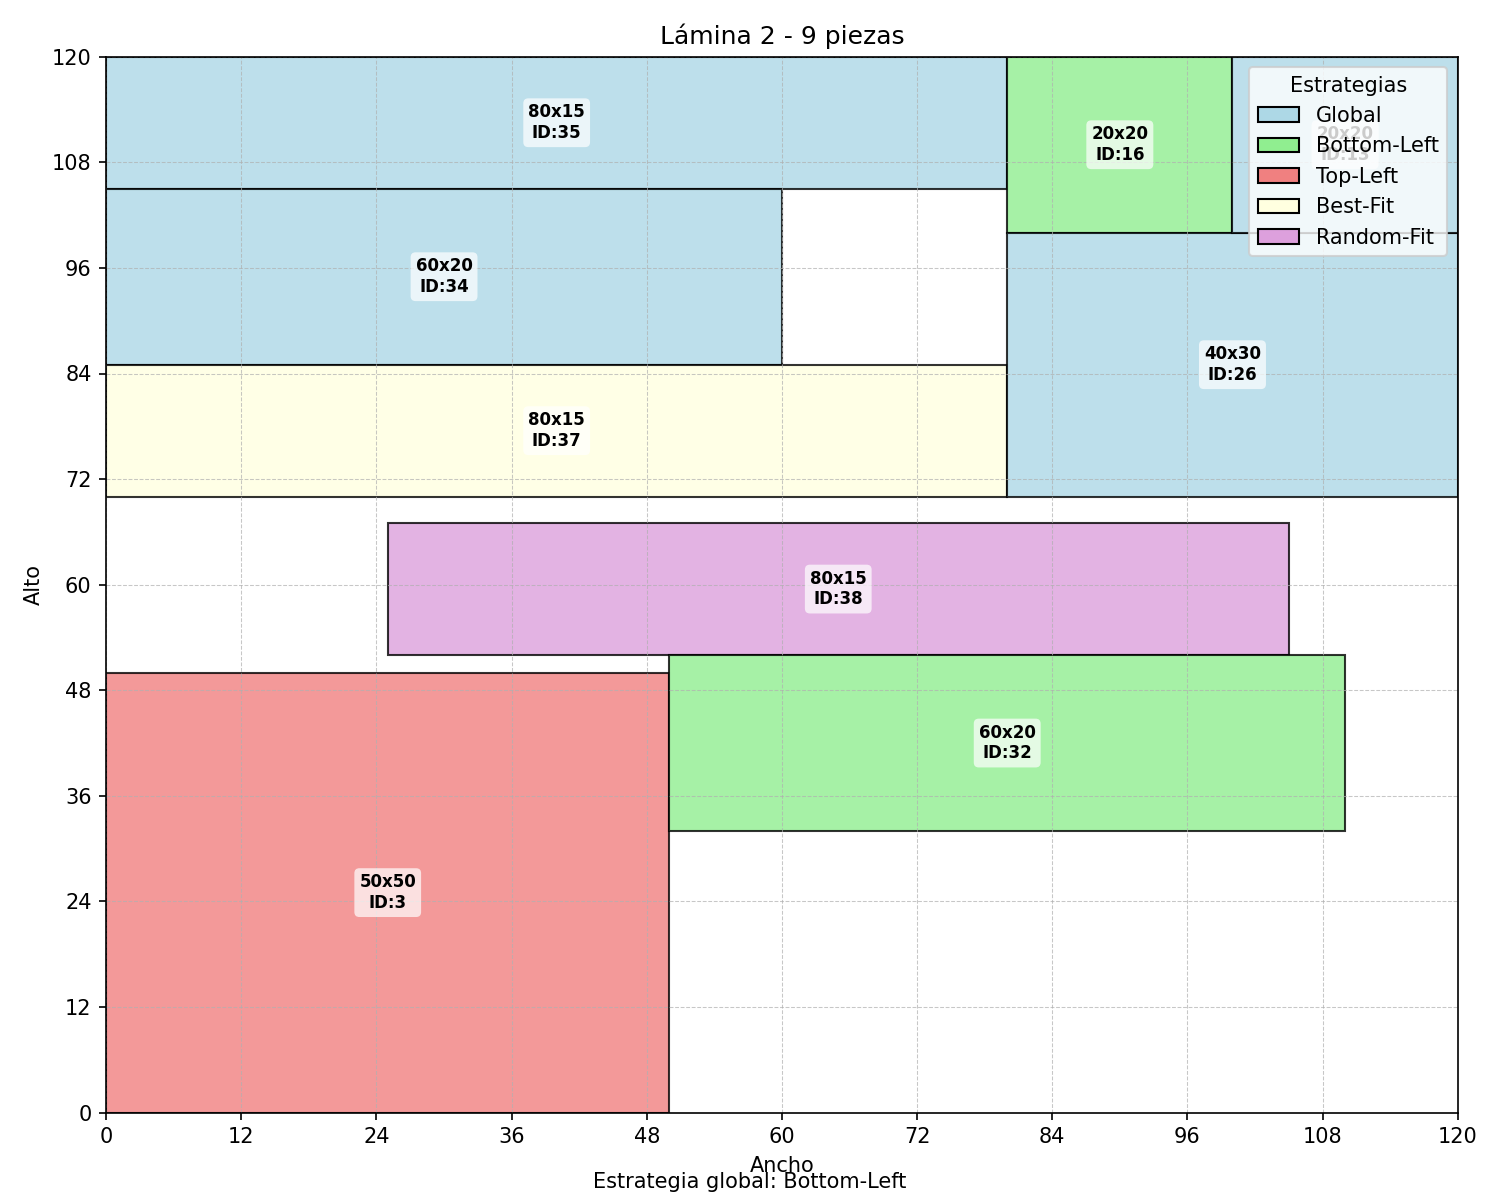 Lámina 2 - 9 piezas
120
108
96
84
72
60
48
36
24
12
0
Alto
80x15
ID:35
20x20
ID:16
20x20
ID:13
Estrategias
Global
Bottom-Left
Top-Left
Best-Fit
Random-Fit
60x20
ID:34
40x30
ID:26
80x15
ID:37
80x15
ID:38
60x20
ID:32
50x50
ID:3
0 12 24 36 48 60 72 84 96 108 120
Ancho
Estrategia global: Bottom-Left